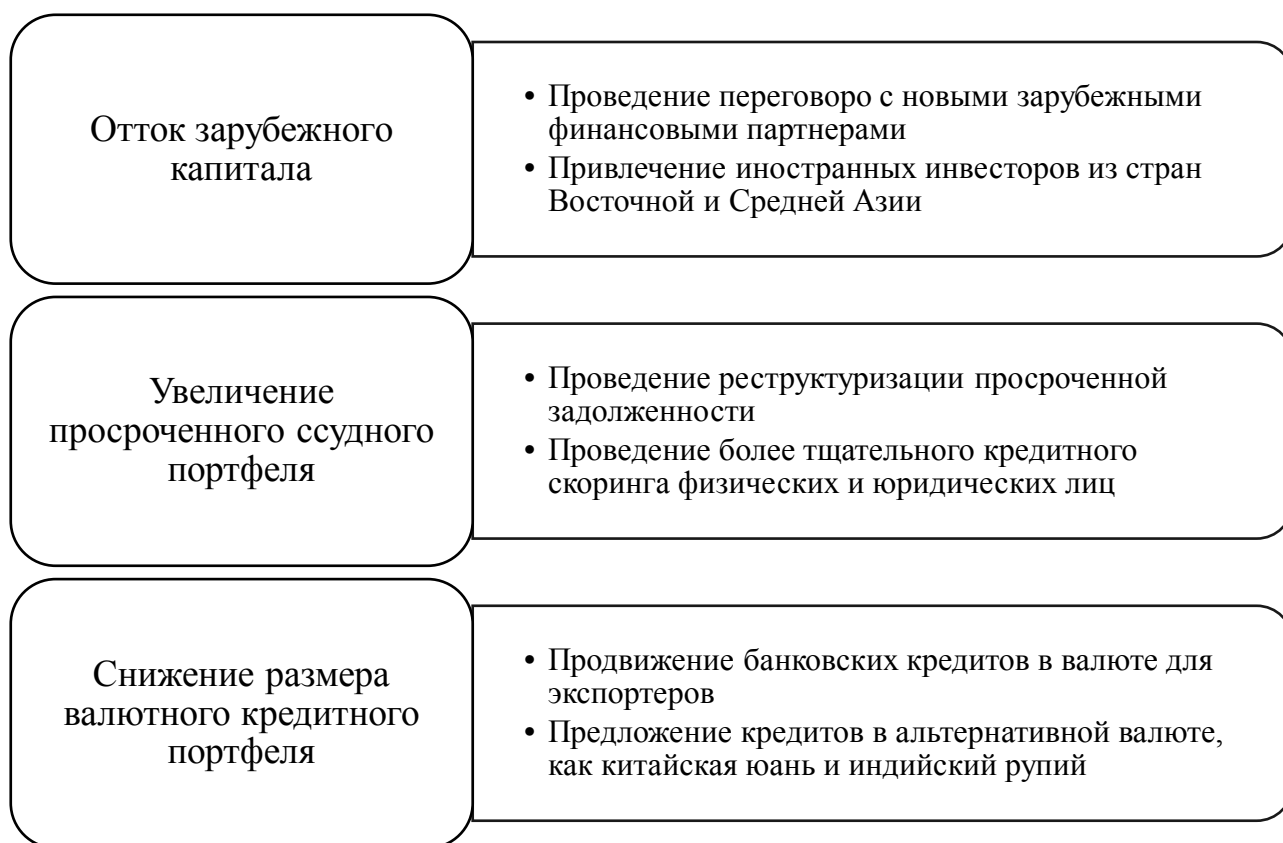 Отток зарубежного
капитала
• Проведение переговоро с новыми зарубежными
финансовыми партнерами
• Привлечение иностранных инвесторов из стран
Восточной и Средней Азии
Увеличение
просроченного ссудного
портфеля
• Проведение реструктуризации просроченной
задолженности
• Проведение более тщательного кредитного
скоринга физических и юридических лиц
Снижение размера
валютного кредитного
портфеля
• Продвижение банковских кредитов в валюте для
экспортеров
• Предложение кредитов в альтернативной валюте,
как китайская юань и индийский рупий